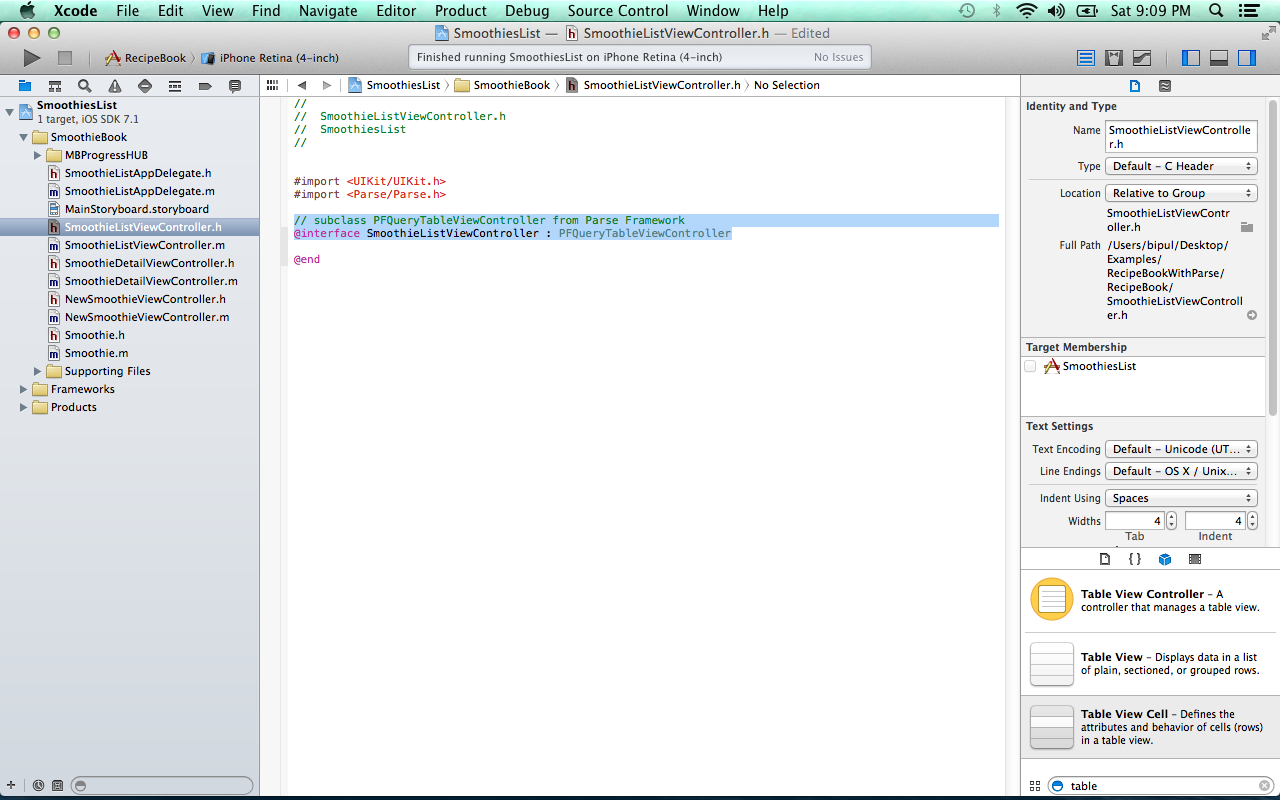 Xcode File Edit View Find Navigate Editor Product Debug Source Control Window Help Sat 9:09 PM
SmoothiesList — SmoothieListViewController.h — Edited
RecipeBook iPhone Retina (4-inch)
Finished running SmoothiesList on iPhone Retina (4-inch) No Issues
SmoothiesList SmoothieBook SmoothieListViewController.h No Selection
SmoothiesList
1 target, iOS SDK 7.1
SmoothieBook
MBProgressHUB
SmoothieListAppDelegate.h
SmoothieListAppDelegate.m
MainStoryboard.storyboard
SmoothieListViewController.h
SmoothieListViewController.m
SmoothieDetailViewController.h
SmoothieDetailViewController.m
NewSmoothieViewController.h
NewSmoothieViewController.m
Smoothie.h
Smoothie.m
Supporting Files
Frameworks
Products
//
// SmoothieListViewController.h
// SmoothiesList
//
#import <UIKit/UIKit.h>
#import <Parse/Parse.h>
// subclass PFQueryTableViewController from Parse Framework
@interface SmoothieListViewController : PFQueryTableViewController
@end
Identity and Type
Name SmoothieListViewControlle
r.h
Type Default – C Header
Location Relative to Group
SmoothieListViewContr
oller.h
Full Path /Users/bipul/Desktop/
Examples/
RecipeBookWithParse/
RecipeBook/
SmoothieListViewControll
er.h
Target Membership
SmoothiesList
Text Settings
Text Encoding Default – Unicode (UT...
Line Endings Default – OS X / Unix...
Indent Using Spaces
Widths 4 4
Tab Indent
{ }
Table View Controller – A
controller that manages a table view.
Table View – Displays data in a list
of plain, sectioned, or grouped rows.
Table View Cell – Defines the
attributes and behavior of cells (rows)
in a table view.
table